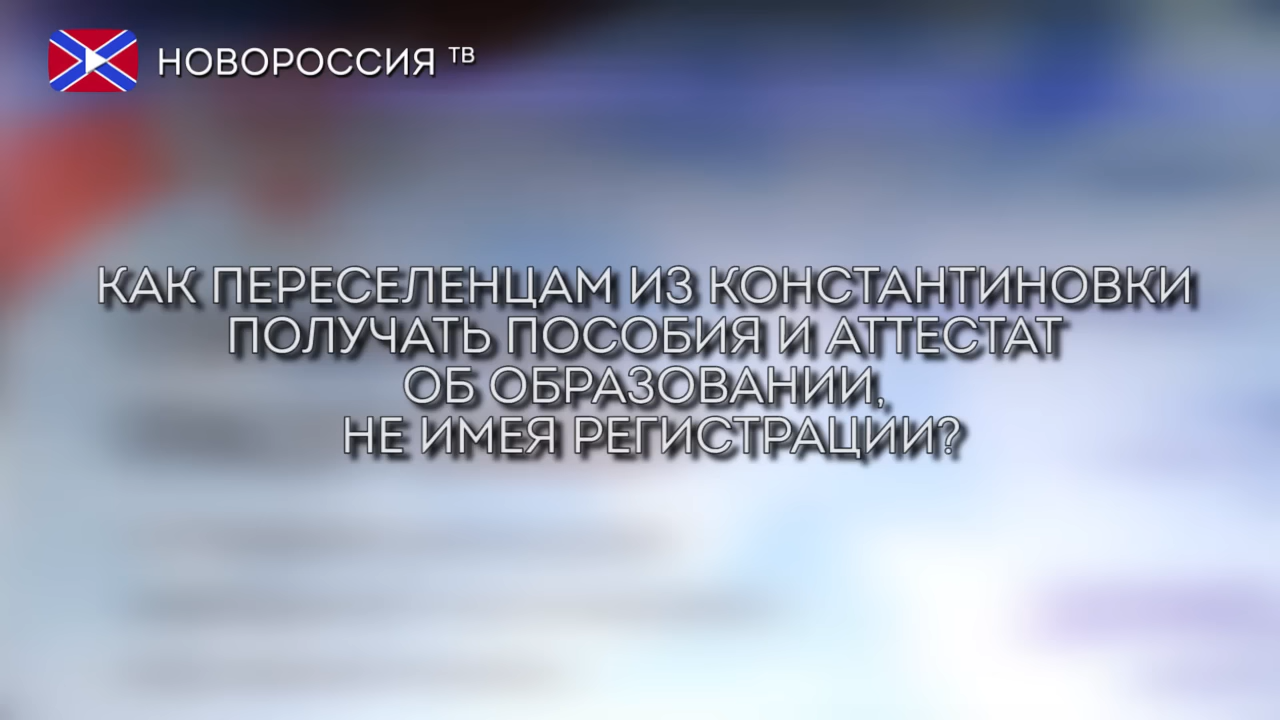 НОВОРОССИЯ ТВ
КАК ПЕРЕСЕЛЕНЦАМ ИЗ КОНСТАНТИНОВКИ
ПОЛУЧАТЬ ПОСОБИЯ И АТТЕСТАТ
ОБ ОБРАЗОВАНИИ,
НЕ ИМЕЯ РЕГИСТРАЦИИ?